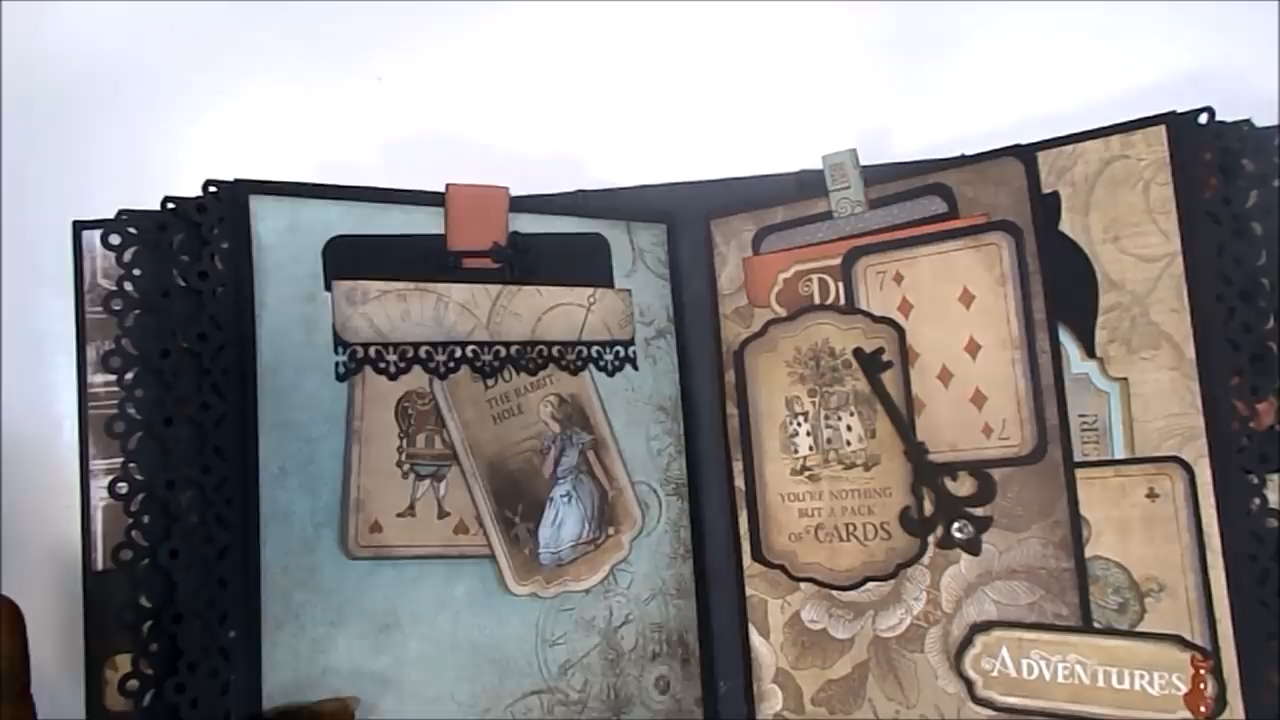 THE RABBIT
HOLE
7
7
YOU'RE NOTHING
BUT A PACK
OF CARDS
ADVENTURES